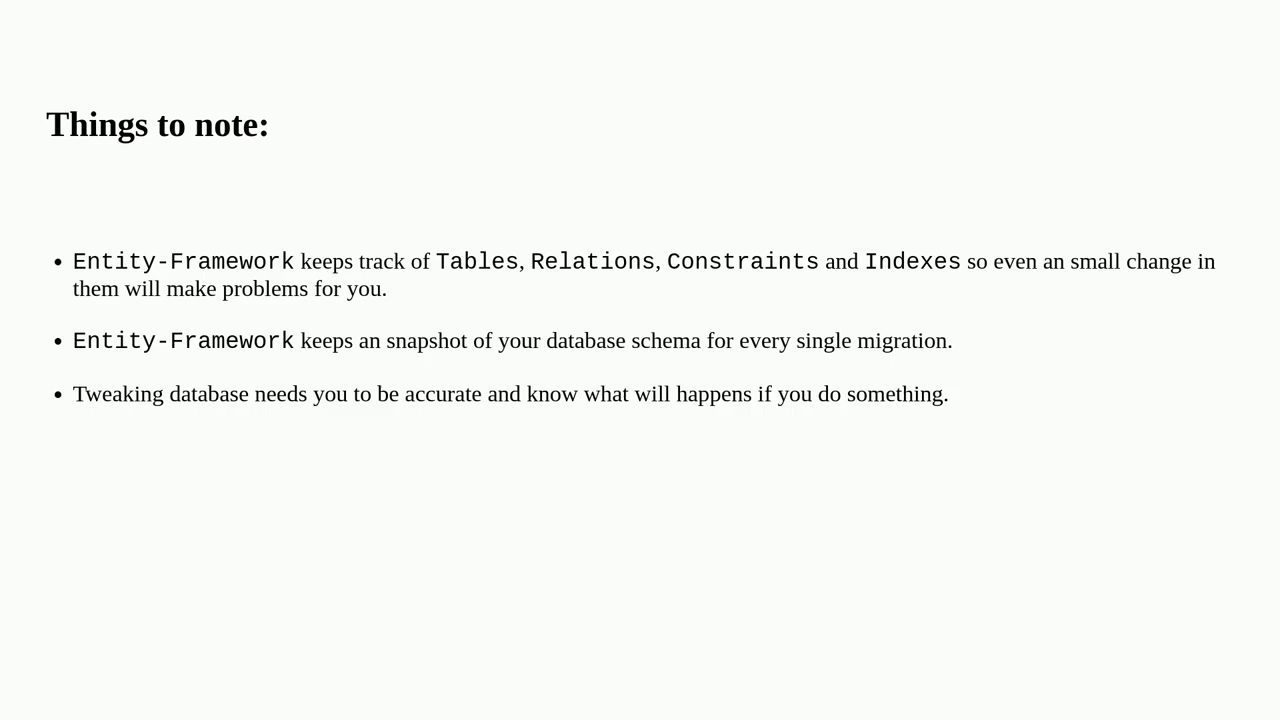 Things to note:
• Entity-Framework keeps track of Tables, Relations, Constraints and Indexes so even an small change in
them will make problems for you.
• Entity-Framework keeps an snapshot of your database schema for every single migration.
• Tweaking database needs you to be accurate and know what will happens if you do something.